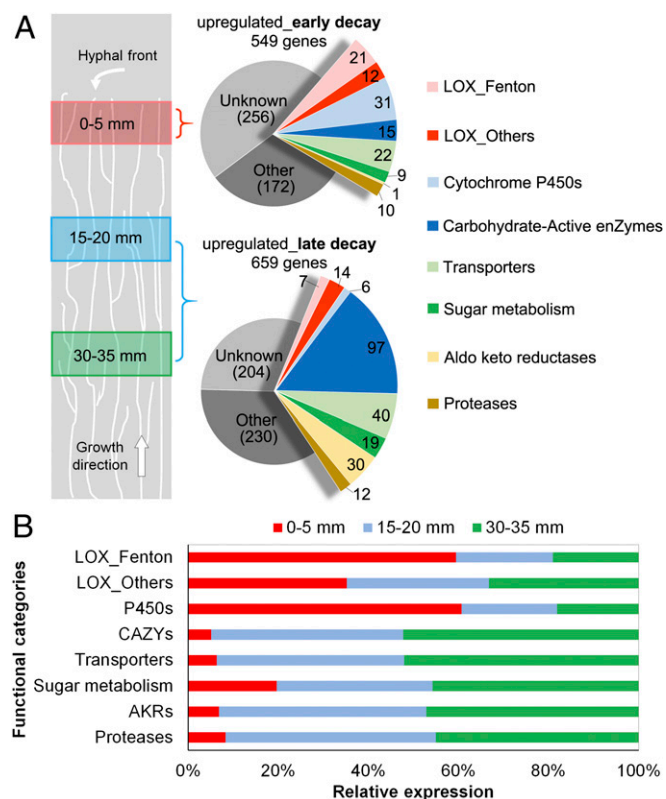 A
Hyphal front
0-5 mm
15-20 mm
30-35 mm
Growth
direction
upregulated_early decay
549 genes
Unknown
(256)
Other
(172)
21
12
31
15
22
9
1
10
upregulated_late decay
659 genes
Unknown
(204)
Other
(230)
7
14
6
97
40
19
30
12
LOX_Fenton
LOX_Others
Cytochrome P450s
Carbohydrate-Active enZymes
Transporters
Sugar metabolism
Aldo keto reductases
Proteases
B
0-5 mm 15-20 mm 30-35 mm
Functional categories
LOX_Fenton
LOX_Others
P450s
CAZYs
Transporters
Sugar metabolism
AKRs
Proteases
0% 20% 40% 60% 80% 100%
Relative expression